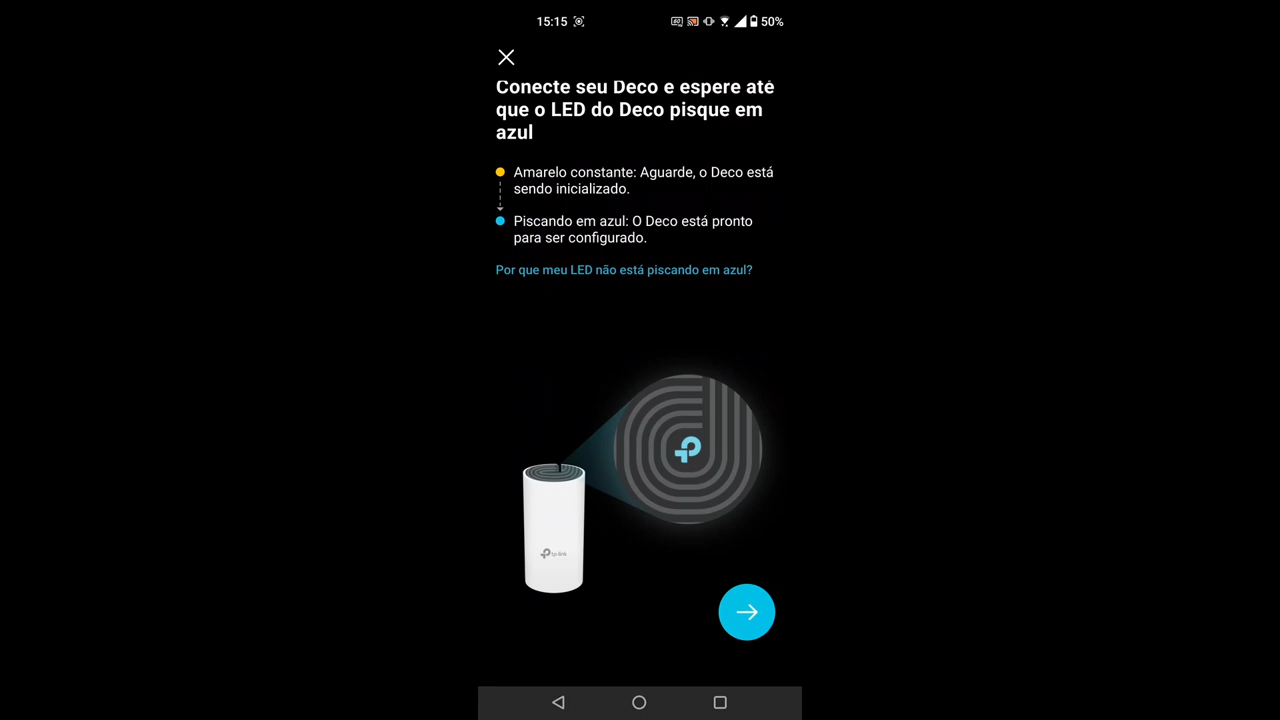 15:15
50%
Conecte seu Deco e espere até
que o LED do Deco pisque em
azul
Amarelo constante: Aguarde, o Deco está
sendo inicializado.
Piscando em azul: O Deco está pronto
para ser configurado.
Por que meu LED não está piscando em azul?
tp-link